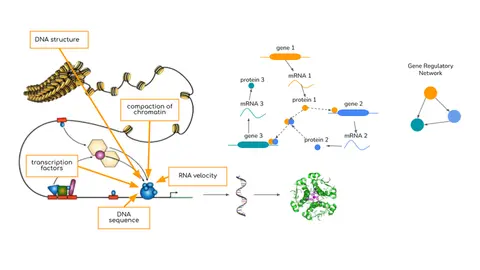 DNA structure
compaction of
chromatin
transcription
factors
RNA velocity
DNA
sequence
gene 1
mRNA 1
protein 3
protein 1
mRNA 3
gene 2
gene 3
protein 2
mRNA 2
Gene Regulatory
Network